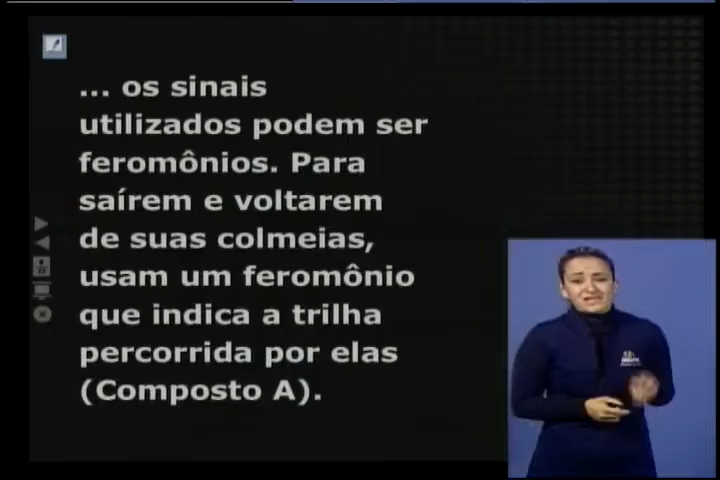 ... os sinais
utilizados podem ser
feromônios. Para
saírem e voltarem
de suas colmeias,
usam um feromônio
que indica a trilha
percorrida por elas
(Composto A).